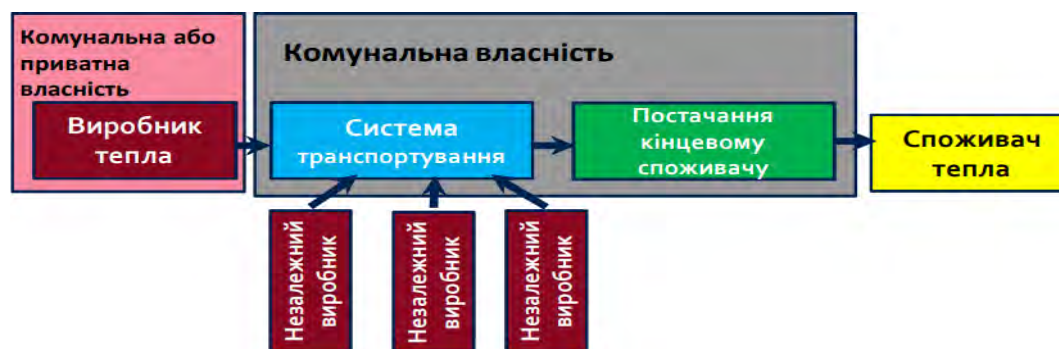 Комунальна або
приватна
власність
Виробник
тепла
Комунальна власність
Система
транспортування
Постачання
кінцевому
споживачу
Споживач
тепла
Незалежний
виробник
Незалежний
виробник
Незалежний
виробник